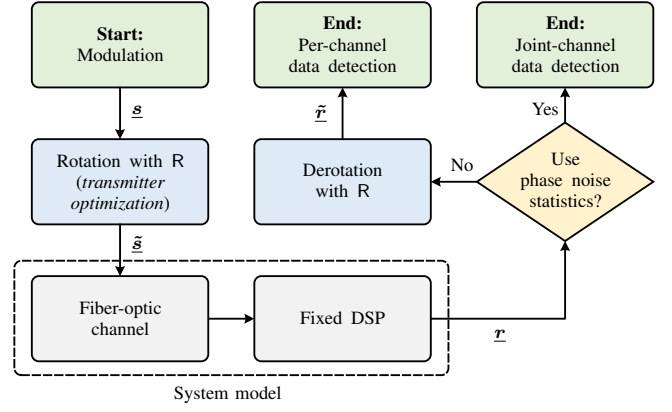 Start:
Modulation
End:
Per-channel
data detection
End:
Joint-channel
data detection
s
r̃
Yes
Rotation with R
(transmitter
optimization)
Derotation
with R
No
Use
phase noise
statistics?
s̃
Fiber-optic
channel
Fixed DSP
r
System model